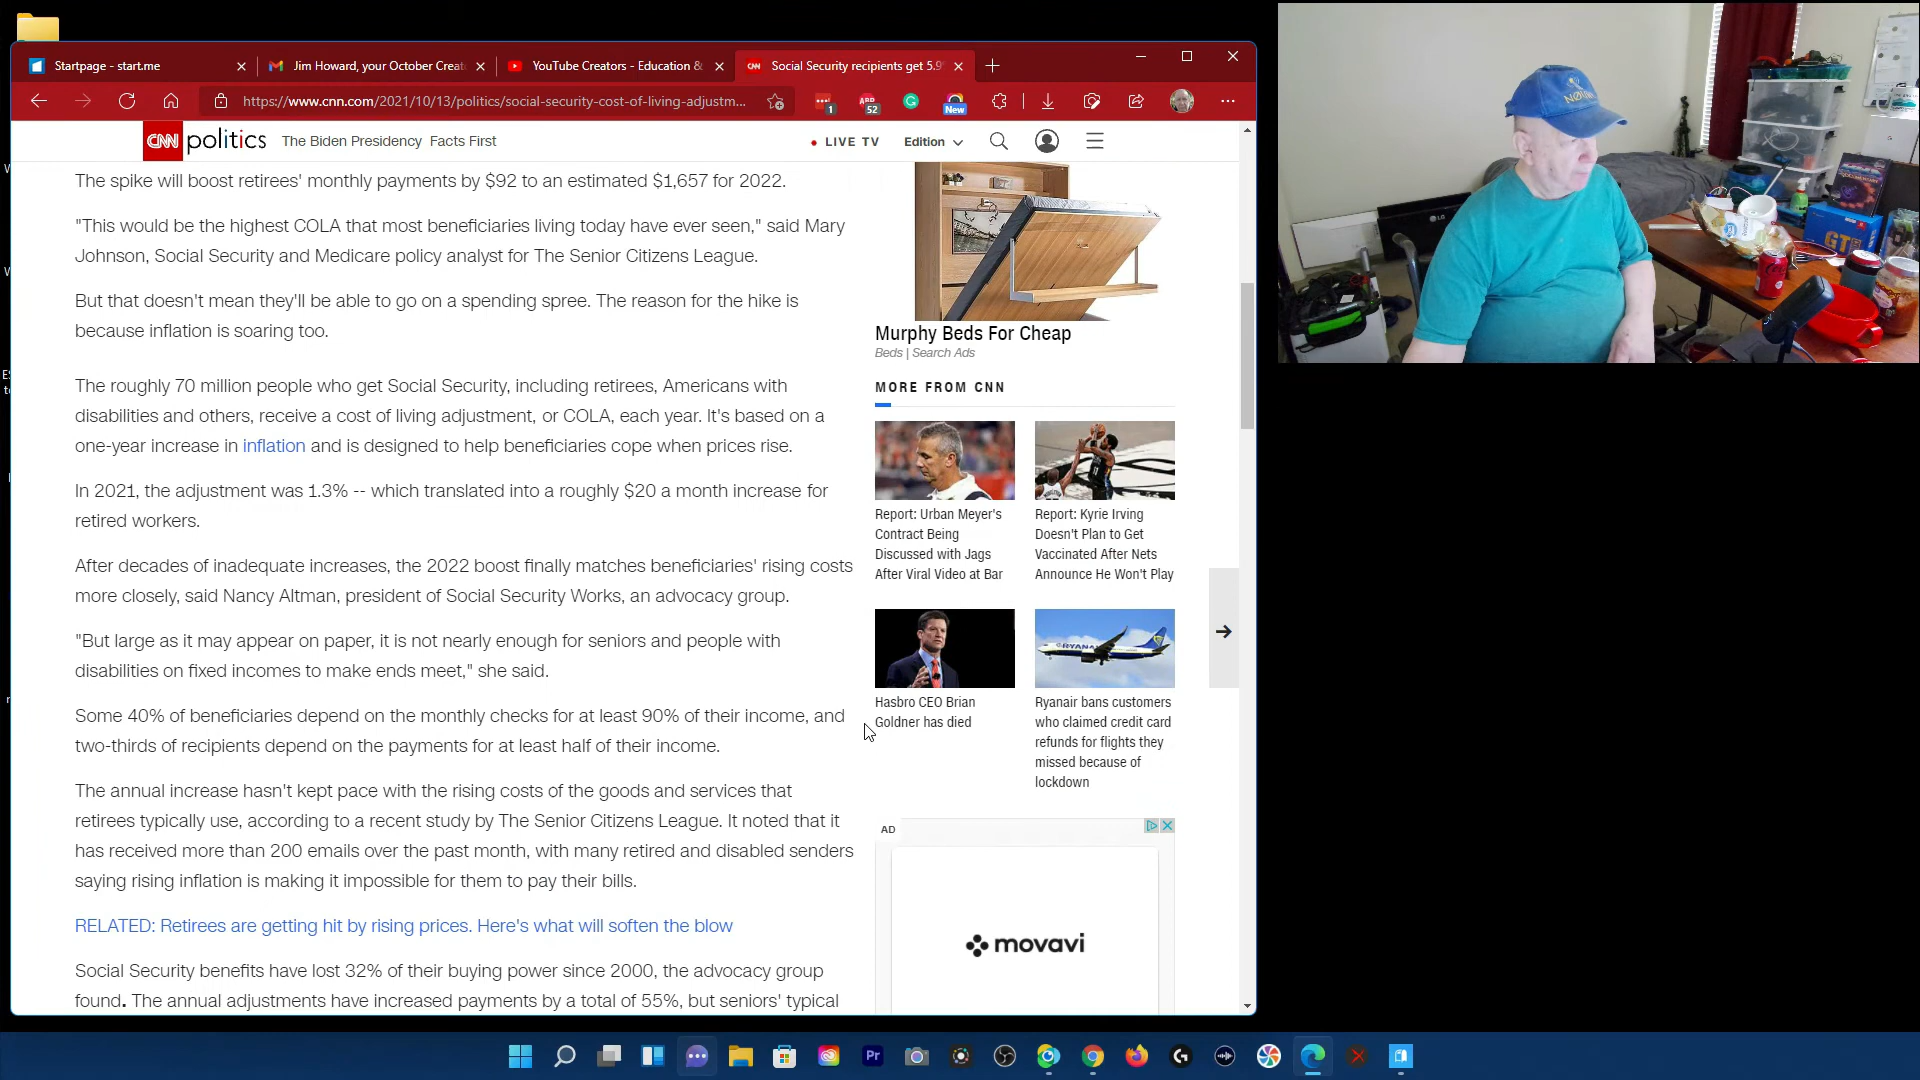 Startpage - start.me
Jim Howard, your October Creat
YouTube Creators - Education &
Social Security recipients get 5.9
https://www.cnn.com/2021/10/13/politics/social-security-cost-of-living-adjustm...
1
ABP
52
New
CNN politics
The Biden Presidency
Facts First
LIVE TV
Edition
The spike will boost retirees' monthly payments by $92 to an estimated $1,657 for 2022.
"This would be the highest COLA that most beneficiaries living today have ever seen," said Mary
Johnson, Social Security and Medicare policy analyst for The Senior Citizens League.
But that doesn't mean they'll be able to go on a spending spree. The reason for the hike is
because inflation is soaring too.
The roughly 70 million people who get Social Security, including retirees, Americans with
disabilities and others, receive a cost of living adjustment, or COLA, each year. It's based on a
one-year increase in inflation and is designed to help beneficiaries cope when prices rise.
In 2021, the adjustment was 1.3% -- which translated into a roughly $20 a month increase for
retired workers.
After decades of inadequate increases, the 2022 boost finally matches beneficiaries' rising costs
more closely, said Nancy Altman, president of Social Security Works, an advocacy group.
"But large as it may appear on paper, it is not nearly enough for seniors and people with
disabilities on fixed incomes to make ends meet," she said.
Some 40% of beneficiaries depend on the monthly checks for at least 90% of their income, and
two-thirds of recipients depend on the payments for at least half of their income.
The annual increase hasn't kept pace with the rising costs of the goods and services that
retirees typically use, according to a recent study by The Senior Citizens League. It noted that it
has received more than 200 emails over the past month, with many retired and disabled senders
saying rising inflation is making it impossible for them to pay their bills.
RELATED: Retirees are getting hit by rising prices. Here's what will soften the blow
Social Security benefits have lost 32% of their buying power since 2000, the advocacy group
found. The annual adjustments have increased payments by a total of 55%, but seniors' typical
Murphy Beds For Cheap
Beds | Search Ads
MORE FROM CNN
Report: Urban Meyer's
Contract Being
Discussed with Jags
After Viral Video at Bar
Report: Kyrie Irving
Doesn't Plan to Get
Vaccinated After Nets
Announce He Won't Play
Hasbro CEO Brian
Goldner has died
RYANAIR
Ryanair bans customers
who claimed credit card
refunds for flights they
missed because of
lockdown
AD
movavi
LG
Pr